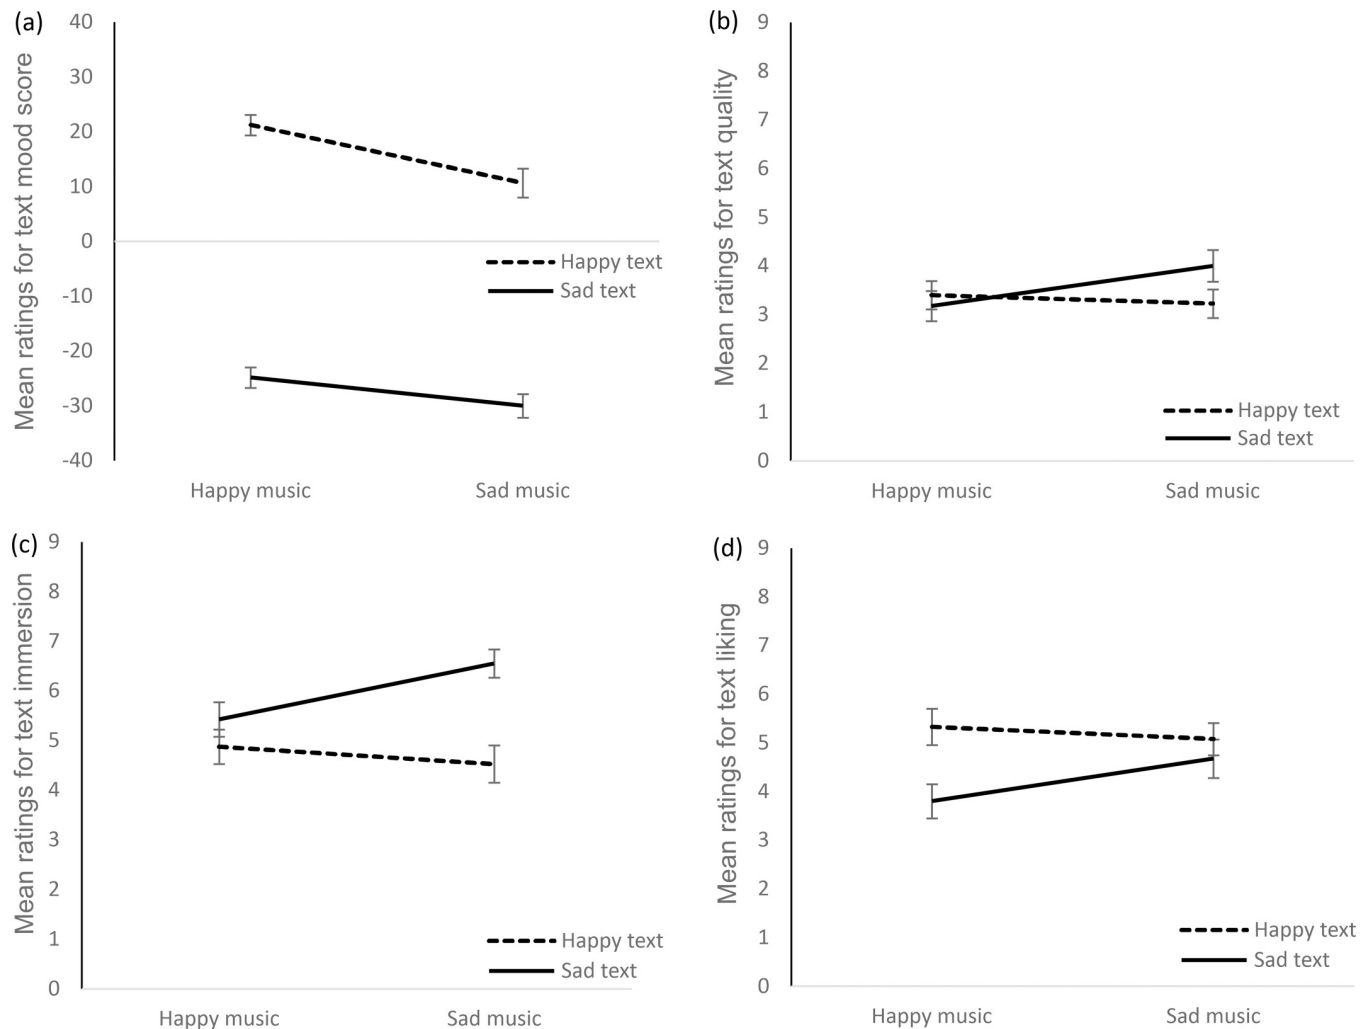 (a)
Mean ratings for text mood score
40
30
20
10
0
-10
-20
-30
-40
Happy text
Sad text
Happy music
Sad music
(b)
Mean ratings for text quality
9
8
7
6
5
4
3
2
1
0
Happy text
Sad text
Happy music
Sad music
(c)
Mean ratings for text immersion
9
8
7
6
5
4
3
2
1
0
Happy text
Sad text
Happy music
Sad music
(d)
Mean ratings for text liking
9
8
7
6
5
4
3
2
1
0
Happy text
Sad text
Happy music
Sad music